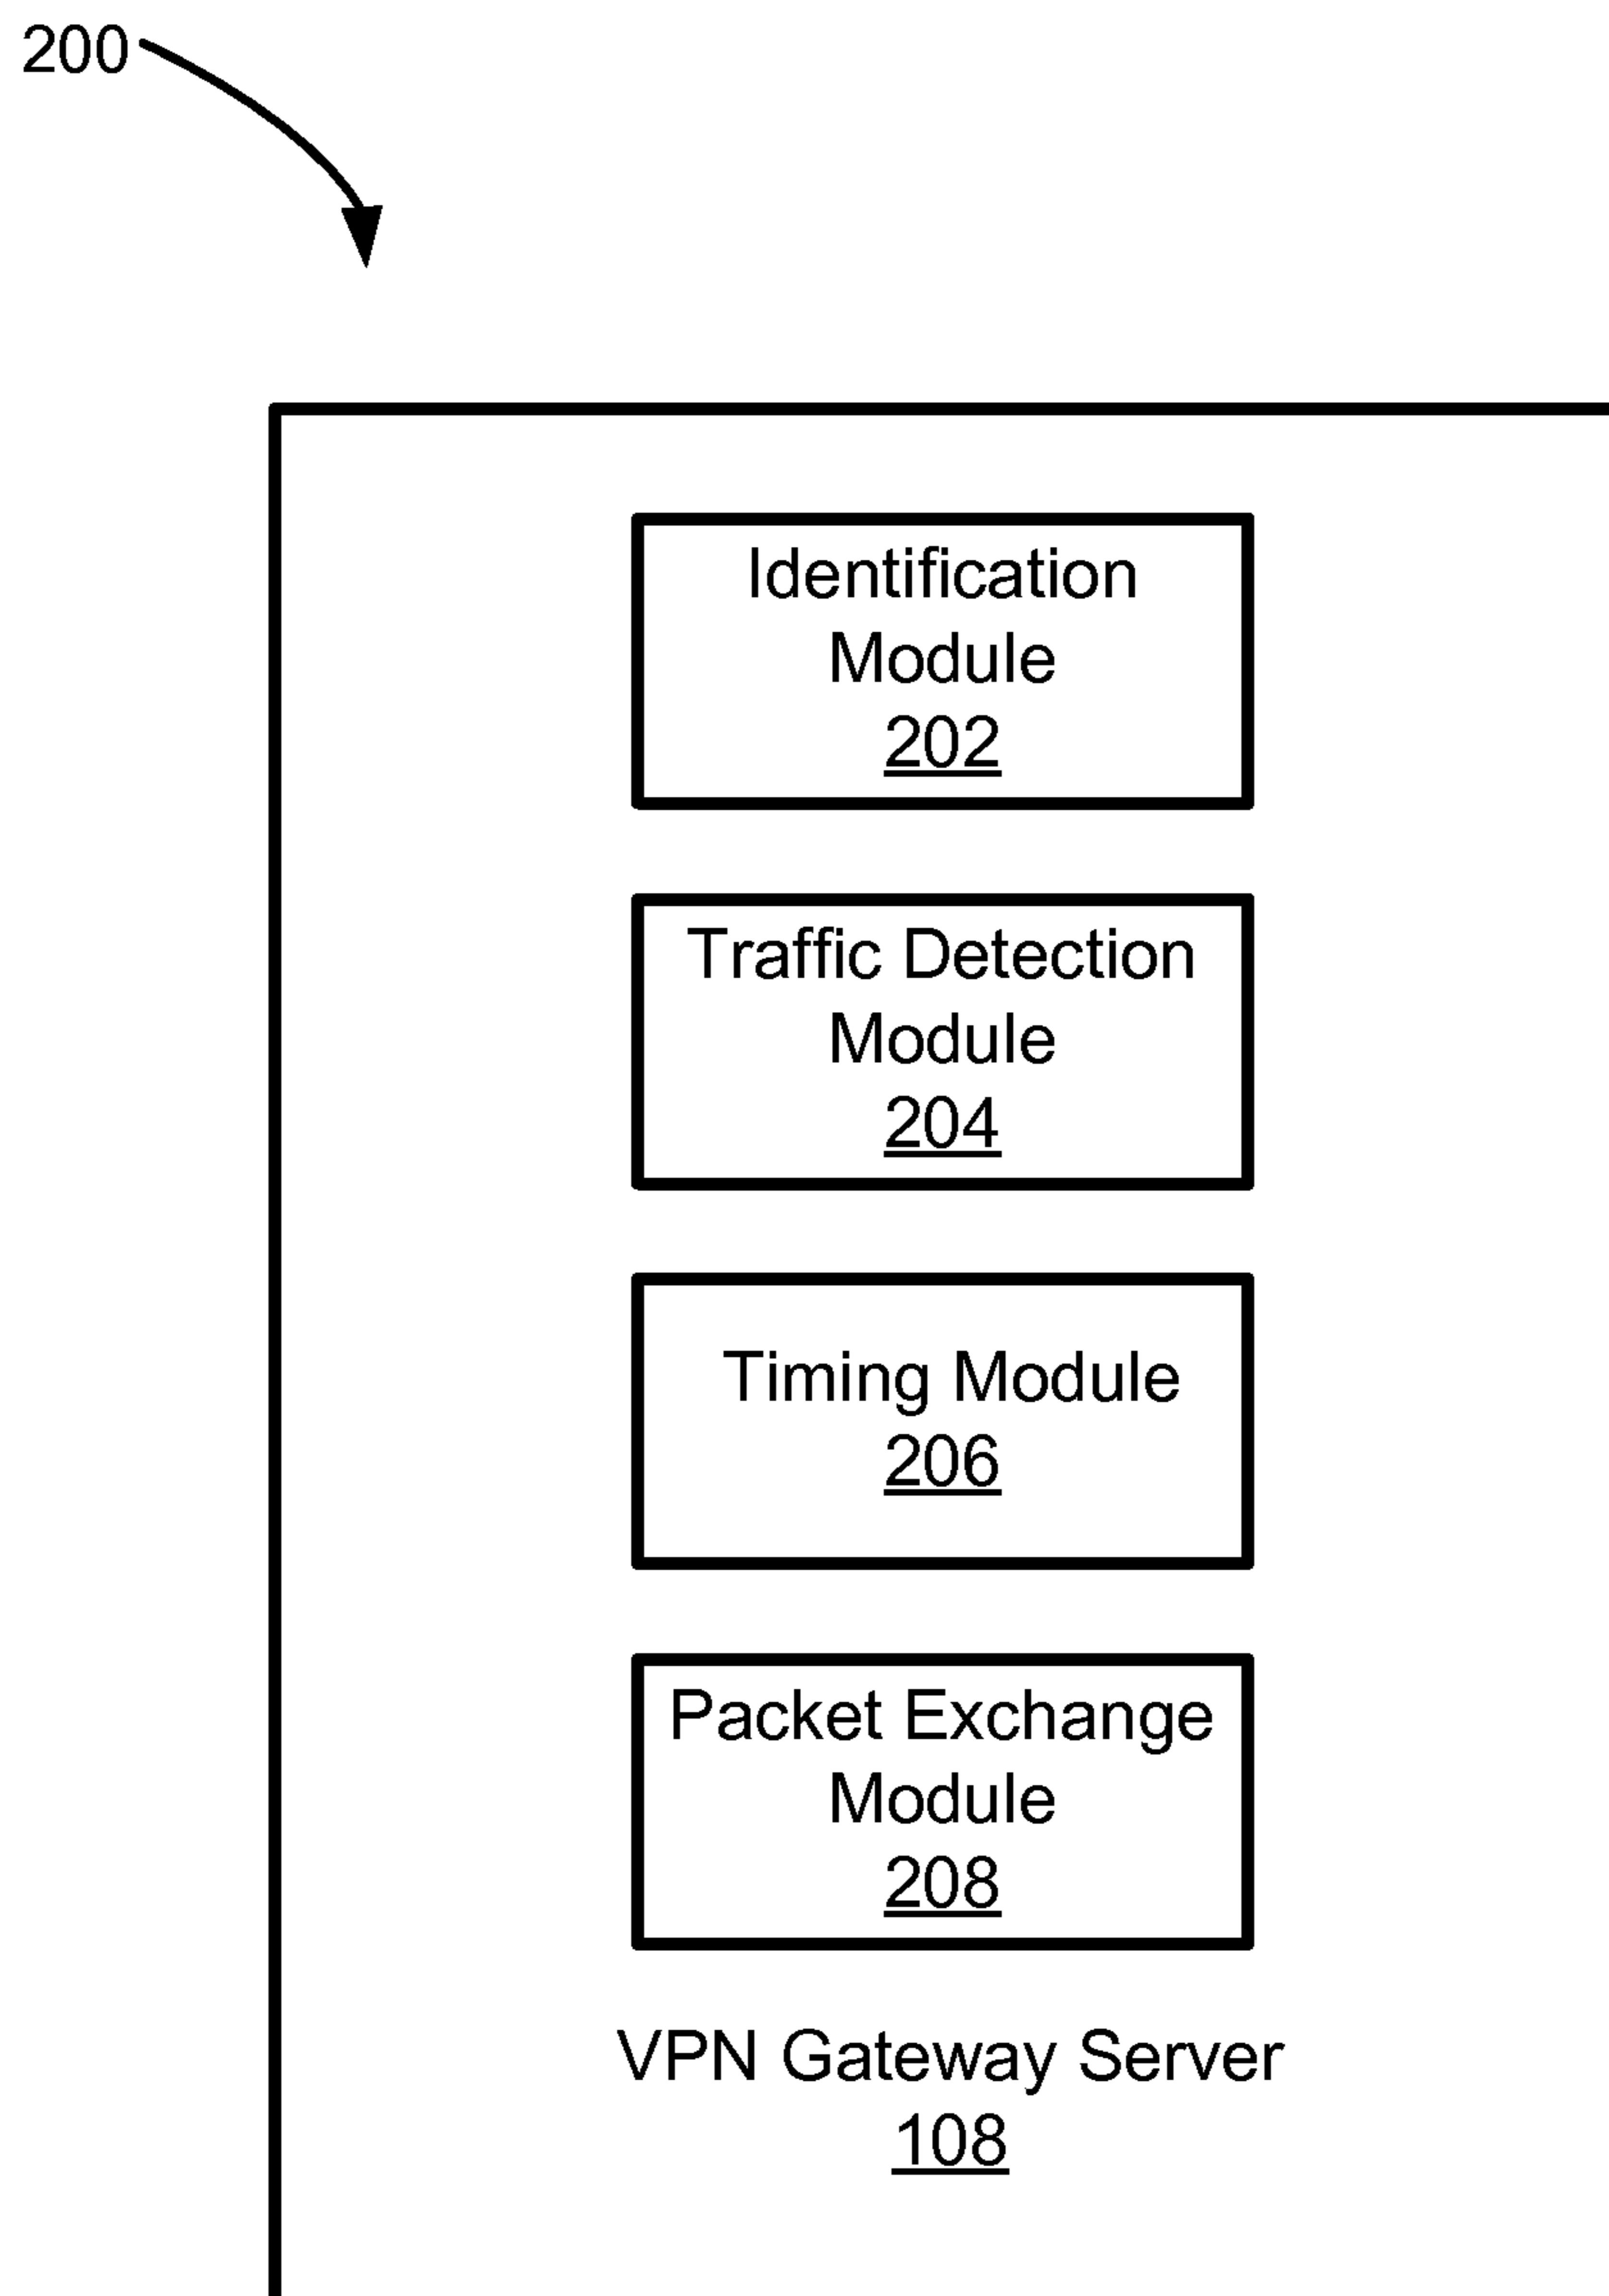 200
Identification
Module
202
Traffic Detection
Module
204
Timing Module
206
Packet Exchange
Module
208
VPN Gateway Server
108